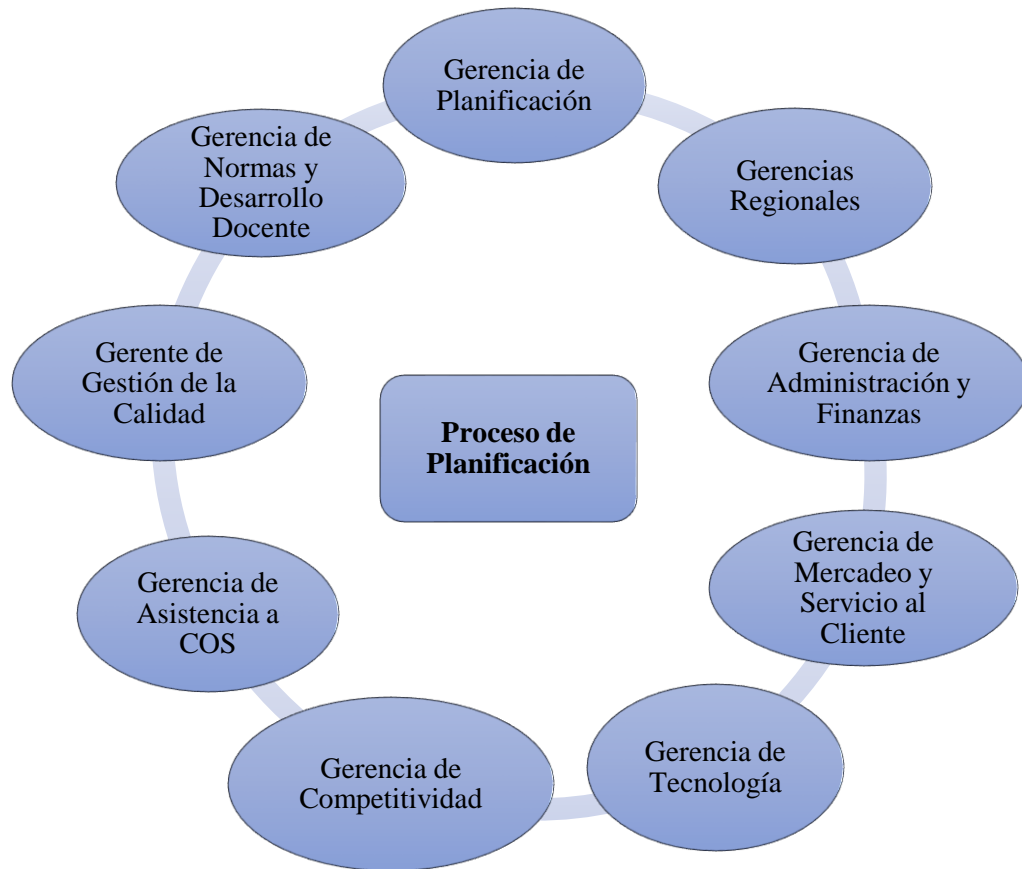 Gerencia de
Planificación
Gerencias
Regionales
Gerencia de
Administración y
Finanzas
Gerencia de
Mercadeo y
Servicio al
Cliente
Gerencia de
Tecnología
Gerencia de
Competitividad
Gerencia de
Asistencia a
COS
Gerente de
Gestión de la
Calidad
Gerencia de
Normas y
Desarrollo
Docente
Proceso de
Planificación